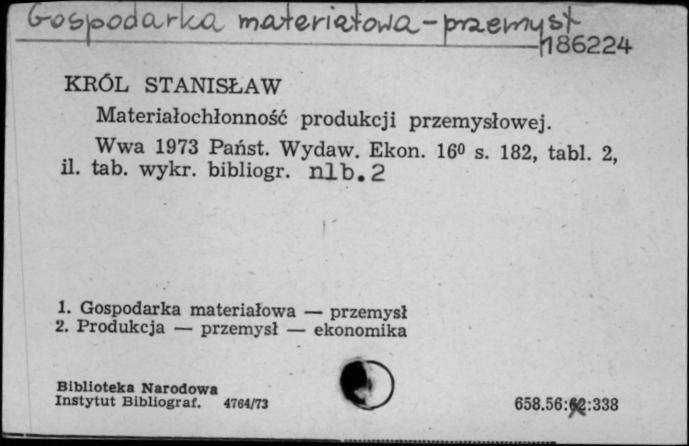 Gospodarka materiałowa - przemysł
186224
KRÓL STANISŁAW
Materiałochłonność produkcji przemysłowej.
Wwa 1973 Państ. Wydaw. Ekon. 16⁰ s. 182, tabl. 2,
il. tab. wykr. bibliogr. nlb. 2
1. Gospodarka materiałowa — przemysł
2. Produkcja — przemysł — ekonomika
Biblioteka Narodowa
Instytut Bibliograf. 4764/73
658.56:62:338